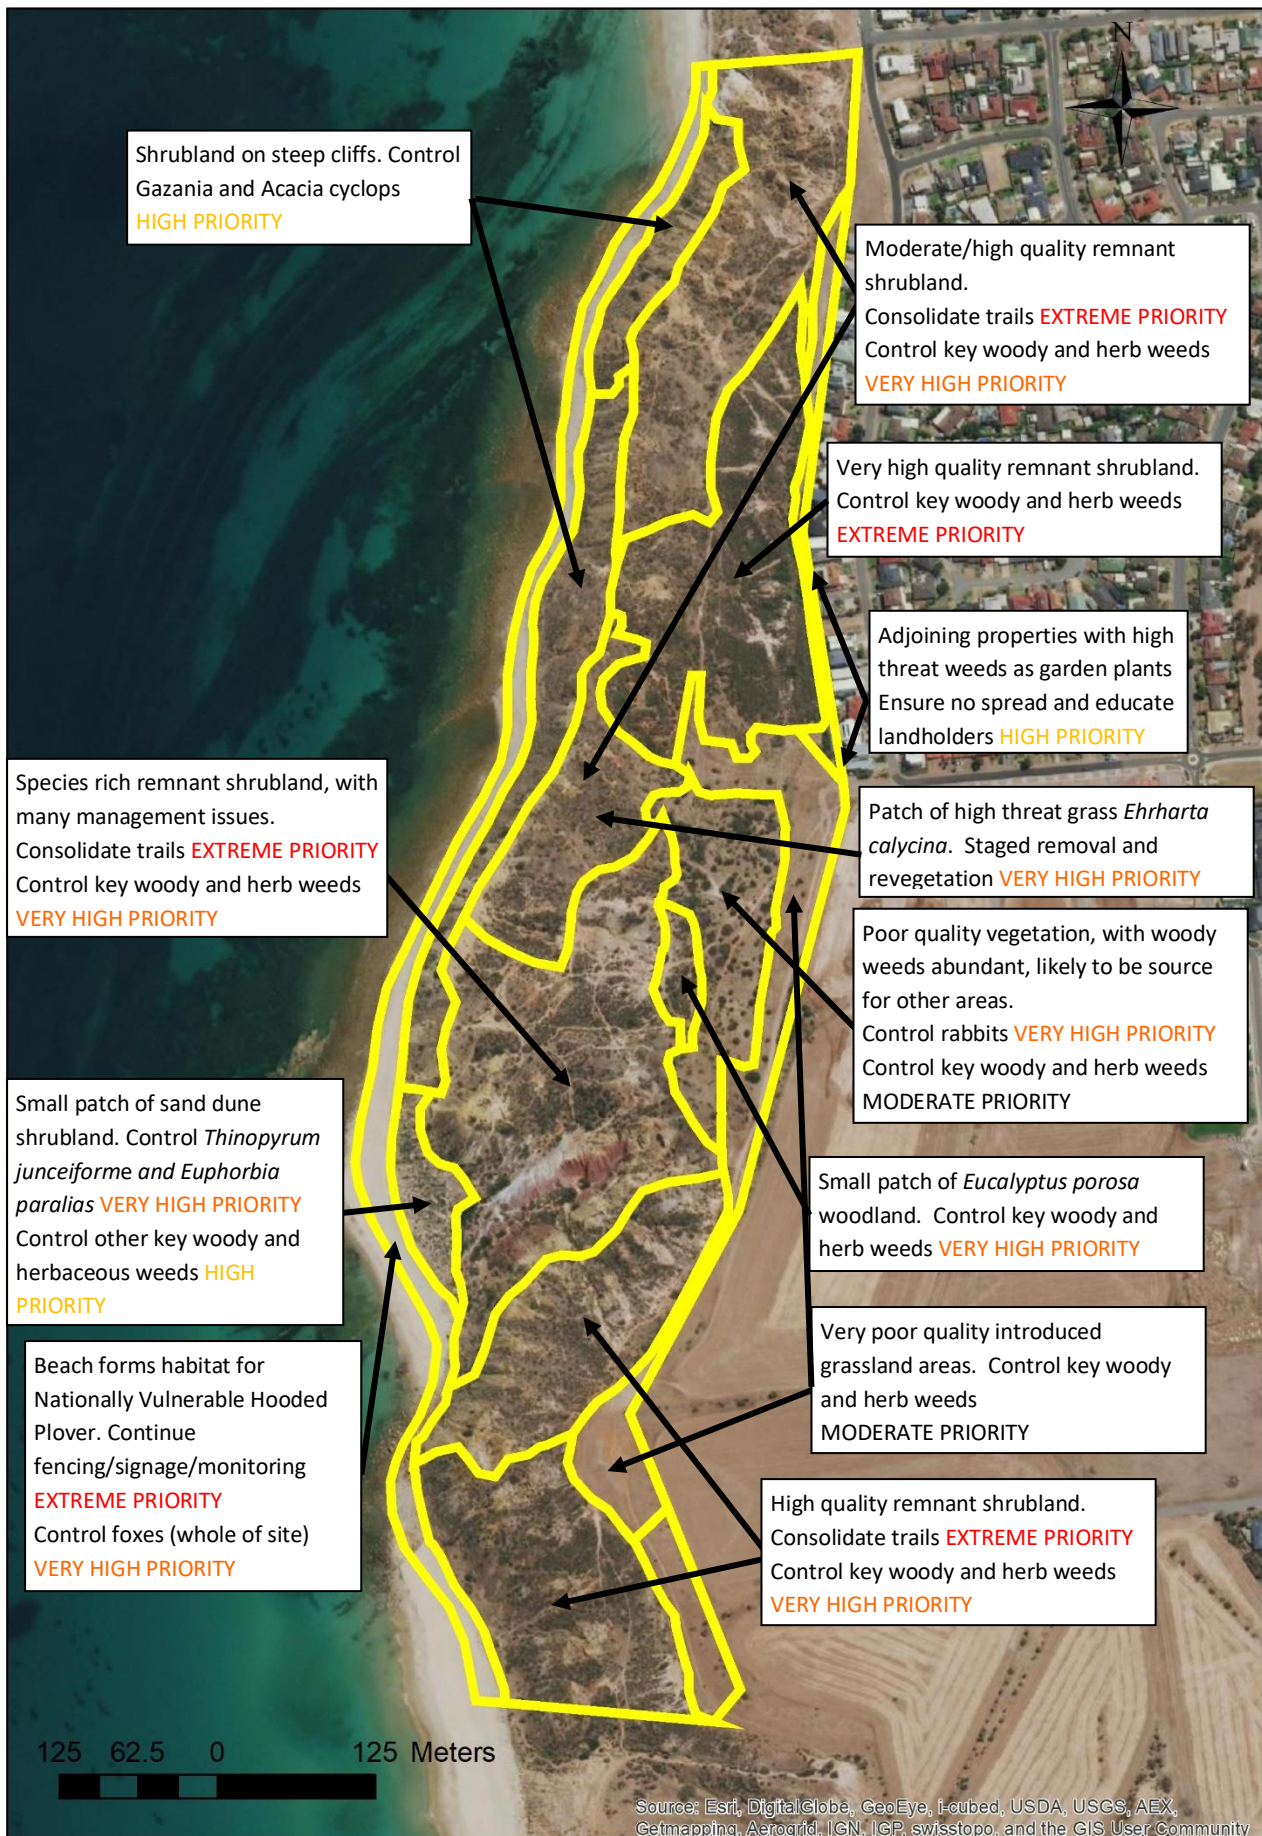 N
Shrubland on steep cliffs. Control
Gazania and Acacia cyclops
HIGH PRIORITY
Moderate/high quality remnant
shrubland.
Consolidate trails EXTREME PRIORITY
Control key woody and herb weeds
VERY HIGH PRIORITY
Very high quality remnant shrubland.
Control key woody and herb weeds
EXTREME PRIORITY
Adjoining properties with high
threat weeds as garden plants
Ensure no spread and educate
landholders HIGH PRIORITY
Species rich remnant shrubland, with
many management issues.
Consolidate trails EXTREME PRIORITY
Control key woody and herb weeds
VERY HIGH PRIORITY
Patch of high threat grass Ehrharta
calycina. Staged removal and
revegetation VERY HIGH PRIORITY
Poor quality vegetation, with woody
weeds abundant, likely to be source
for other areas.
Control rabbits VERY HIGH PRIORITY
Control key woody and herb weeds
MODERATE PRIORITY
Small patch of sand dune
shrubland. Control Thinopyrum
junceiforme and Euphorbia
paralias VERY HIGH PRIORITY
Control other key woody and
herbaceous weeds HIGH
PRIORITY
Small patch of Eucalyptus porosa
woodland. Control key woody and
herb weeds VERY HIGH PRIORITY
Very poor quality introduced
grassland areas. Control key woody
and herb weeds
MODERATE PRIORITY
Beach forms habitat for
Nationally Vulnerable Hooded
Plover. Continue
fencing/signage/monitoring
EXTREME PRIORITY
Control foxes (whole of site)
VERY HIGH PRIORITY
High quality remnant shrubland.
Consolidate trails EXTREME PRIORITY
Control key woody and herb weeds
VERY HIGH PRIORITY
125 62.5 0 125 Meters
Source: Esri, DigitalGlobe, GeoEye, i-cubed, USDA, USGS, AEX,
Getmapping, Aerogrid, IGN, IGP, swisstopo, and the GIS User Community